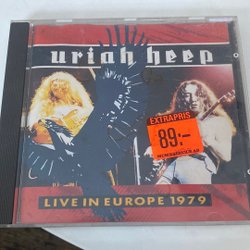 uriah heep
EXTRAPRIS
89:-
LIVE IN EUROPE 1979